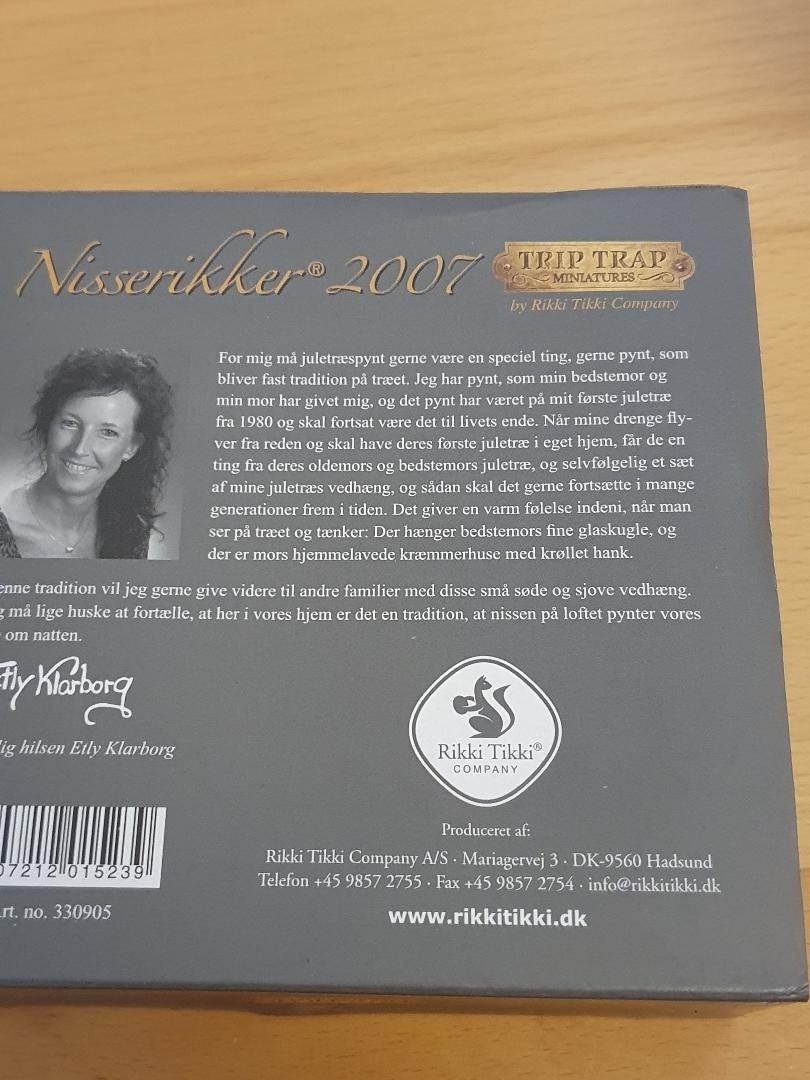 Nisserikker® 2007
TRIP TRAP
MINIATURES
by Rikki Tikki Company
For mig må juletræspynt gerne være en speciel ting, gerne pynt, som
bliver fast tradition på træet. Jeg har pynt, som min bedstemor og
min mor har givet mig, og det pynt har været på mit første juletræ
fra 1980 og skal fortsat være det til livets ende. Når mine drenge fly-
ver fra reden og skal have deres første juletræ i eget hjem, får de en
ting fra deres oldemors og bedstemors juletræ, og selvfølgelig et sæt
af mine juletræs vedhæng, og sådan skal det gerne fortsætte i mange
generationer frem i tiden. Det giver en varm følelse indeni, når man
ser på træet og tænker: Der hænger bedstemors fine glaskugle, og
der er mors hjemmelavede kræmmerhuse med krøllet hank.
enne tradition vil jeg gerne give videre til andre familier med disse små søde og sjove vedhæng.
g må lige huske at fortælle, at her i vores hjem er det en tradition, at nissen på loftet pynter vores
om natten.
Etly Klarborg
lig hilsen Etly Klarborg
Rikki Tikki®
COMPANY
Produceret af:
Rikki Tikki Company A/S · Mariagervej 3 · DK-9560 Hadsund
Telefon +45 9857 2755 · Fax +45 9857 2754 · info@rikkitikki.dk
www.rikkitikki.dk
07212 015239
rt. no. 330905